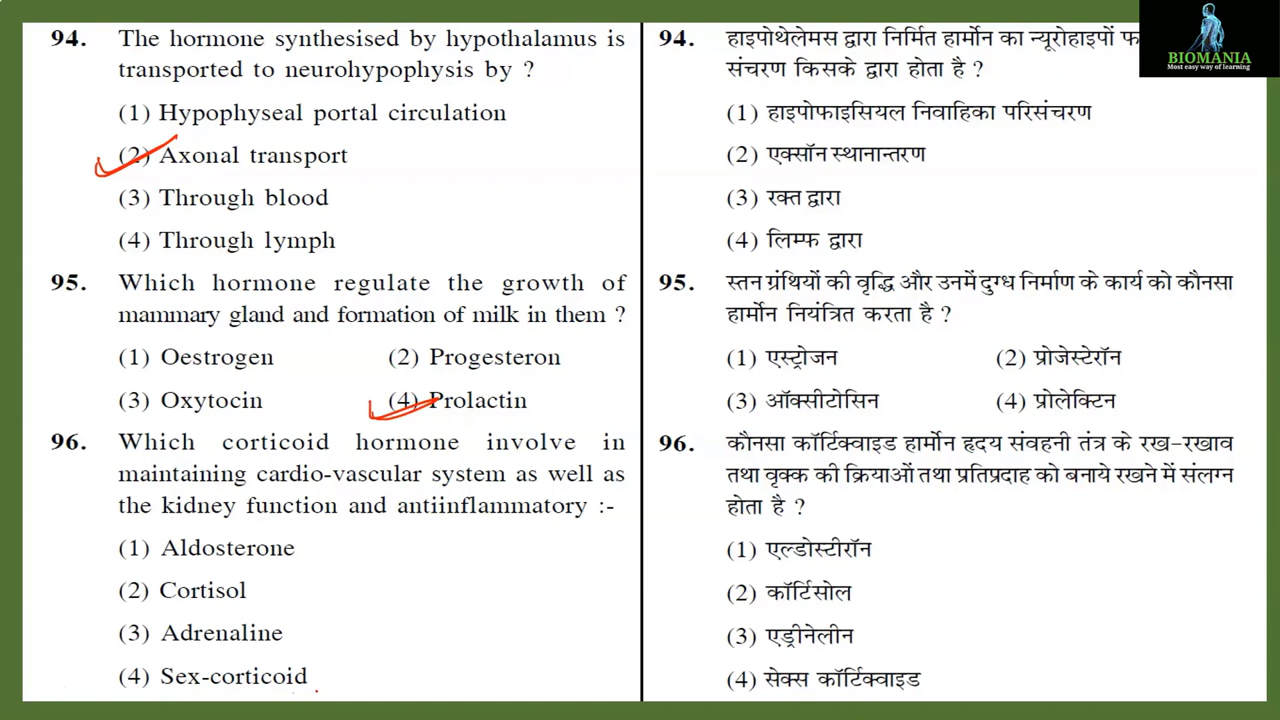 94. The hormone synthesised by hypothalamus is
transported to neurohypophysis by ?
(1) Hypophyseal portal circulation
(2) Axonal transport
(3) Through blood
(4) Through lymph
95. Which hormone regulate the growth of
mammary gland and formation of milk in them ?
(1) Oestrogen (2) Progesteron
(3) Oxytocin (4) Prolactin
96. Which corticoid hormone involve in
maintaining cardio-vascular system as well as
the kidney function and antiinflammatory :-
(1) Aldosterone
(2) Cortisol
(3) Adrenaline
(4) Sex-corticoid
94. हाइपोथेलेमस द्वारा निर्मित हार्मोन का न्यूरोहाइपों
संचरण किसके द्वारा होता है ?
(1) हाइपोफाइसियल निवाहिका परिसंचरण
(2) एक्सॉन स्थानान्तरण
(3) रक्त द्वारा
(4) लिम्फ द्वारा
95. स्तन ग्रंथियों की वृद्धि और उनमें दुग्ध निर्माण के कार्य को कौनसा
हार्मोन नियंत्रित करता है ?
(1) एस्ट्रोजन (2) प्रोजेस्टेरॉन
(3) ऑक्सीटोसिन (4) प्रोलेक्टिन
96. कौनसा कॉर्टिक्वाइड हार्मोन हृदय संवहनी तंत्र के रख-रखाव
तथा वृक्क की क्रियाओं तथा प्रतिप्रदाह को बनाये रखने में संलग्न
होता है ?
(1) एल्डोस्टीरॉन
(2) कॉर्टिसोल
(3) एड्रीनेलीन
(4) सेक्स कॉर्टिक्वाइड
BIOMANIA
Most easy way of learning